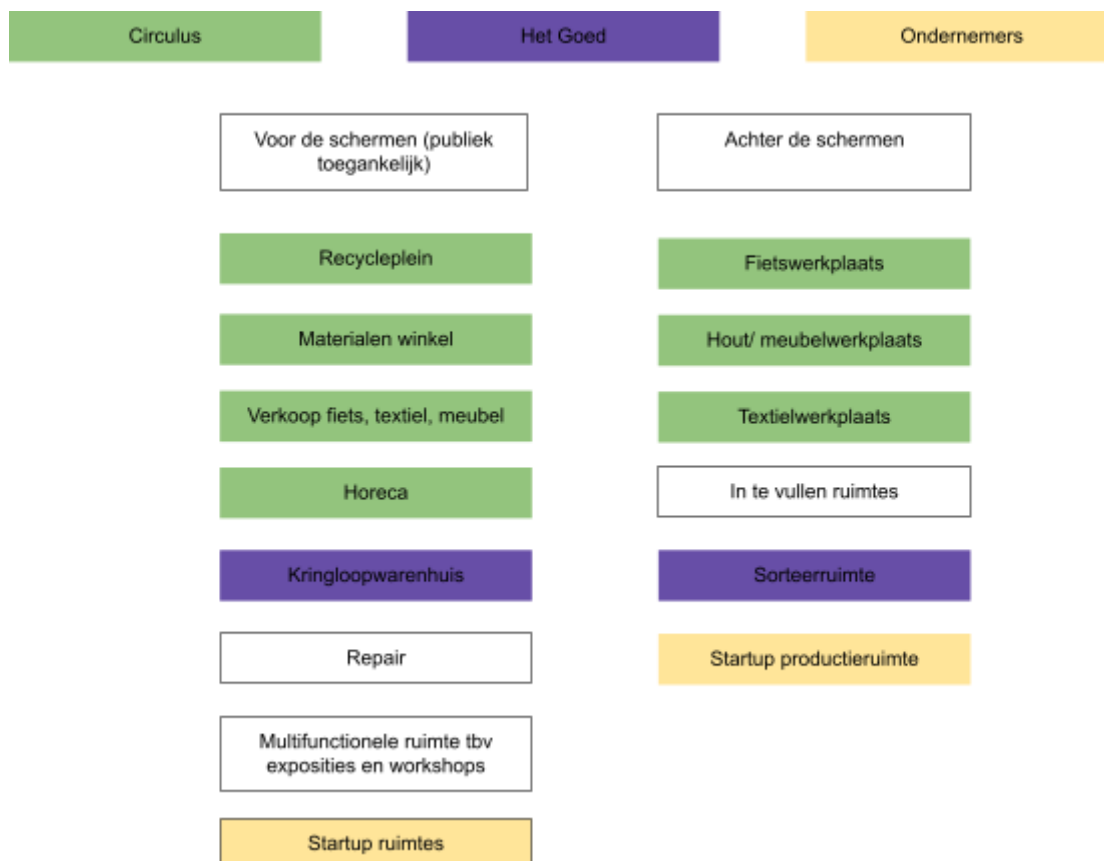 Circulus
Het Goed
Ondernemers
Voor de schermen (publiek
toegankelijk)
Achter de schermen
Recycleplein
Fietswerkplaats
Materialen winkel
Hout/ meubelwerkplaats
Verkoop fiets, textiel, meubel
Textielwerkplaats
Horeca
In te vullen ruimtes
Kringloopwarenhuis
Sorteerruimte
Repair
Startup productieruimte
Multifunctionele ruimte tbv
exposities en workshops
Startup ruimtes